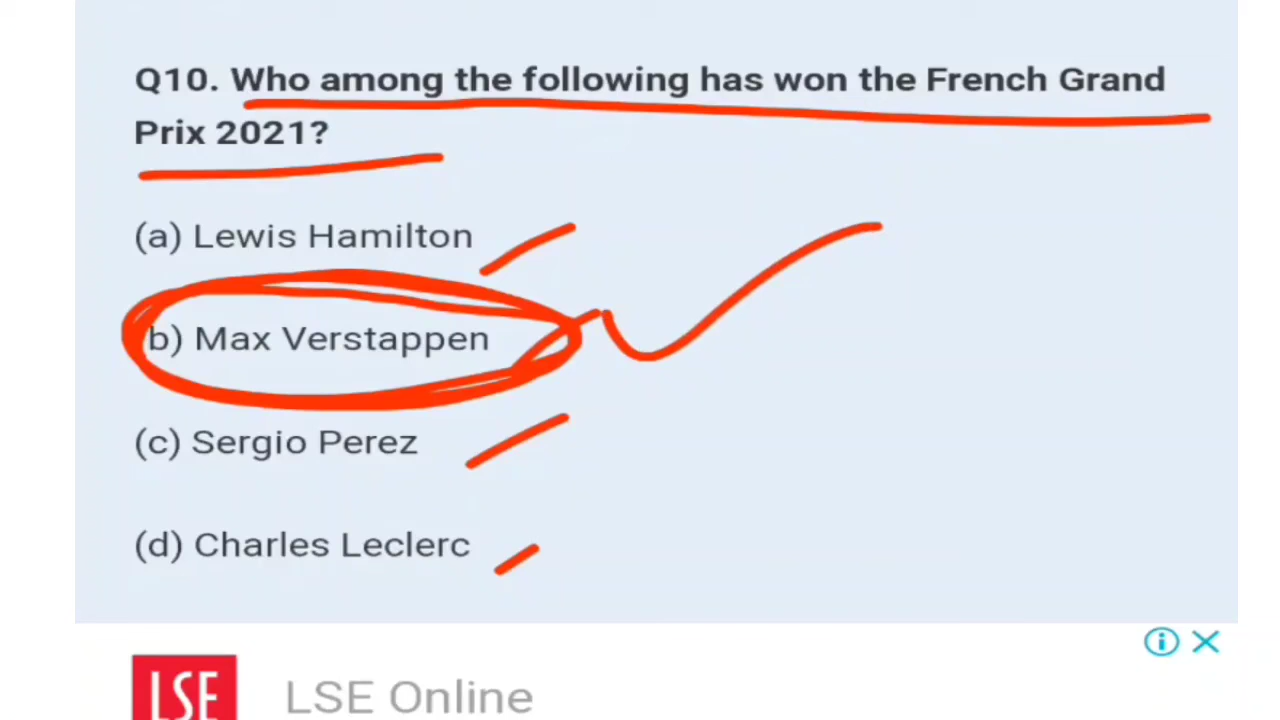 Q10. Who among the following has won the French Grand
Prix 2021?
(a) Lewis Hamilton
b) Max Verstappen
(c) Sergio Perez
(d) Charles Leclerc
LSE
LSE Online